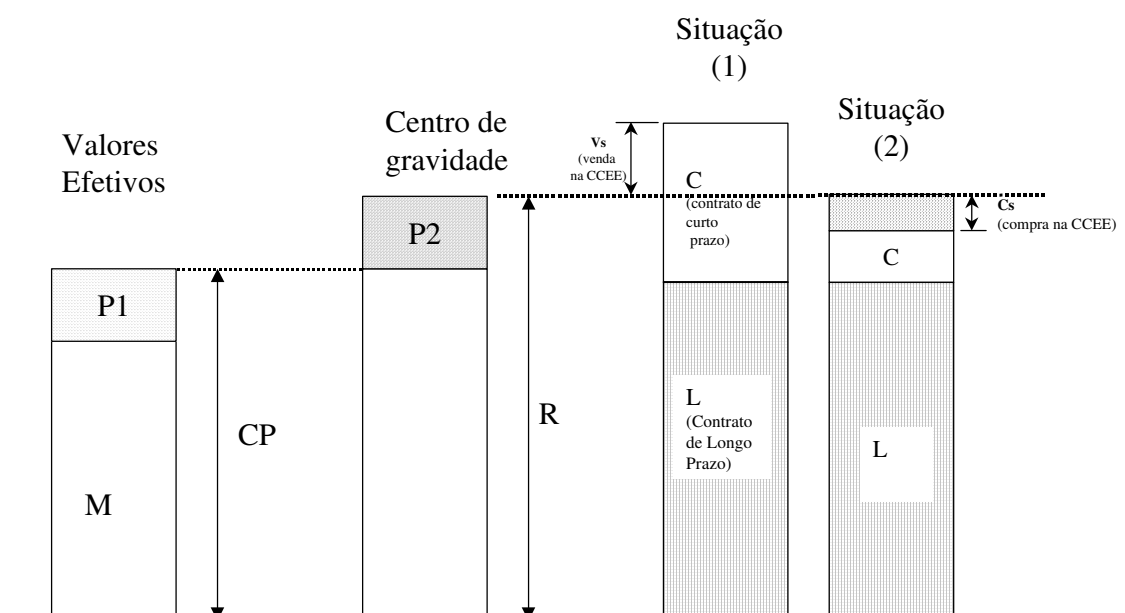 Valores
Efetivos
P1
M
CP
Centro de
gravidade
P2
R
Situação
(1)
Vs
(venda
na CCEE)
C
(contrato de
curto
prazo)
L
(Contrato
de Longo
Prazo)
Situação
(2)
Cs
(compra na CCEE)
C
L